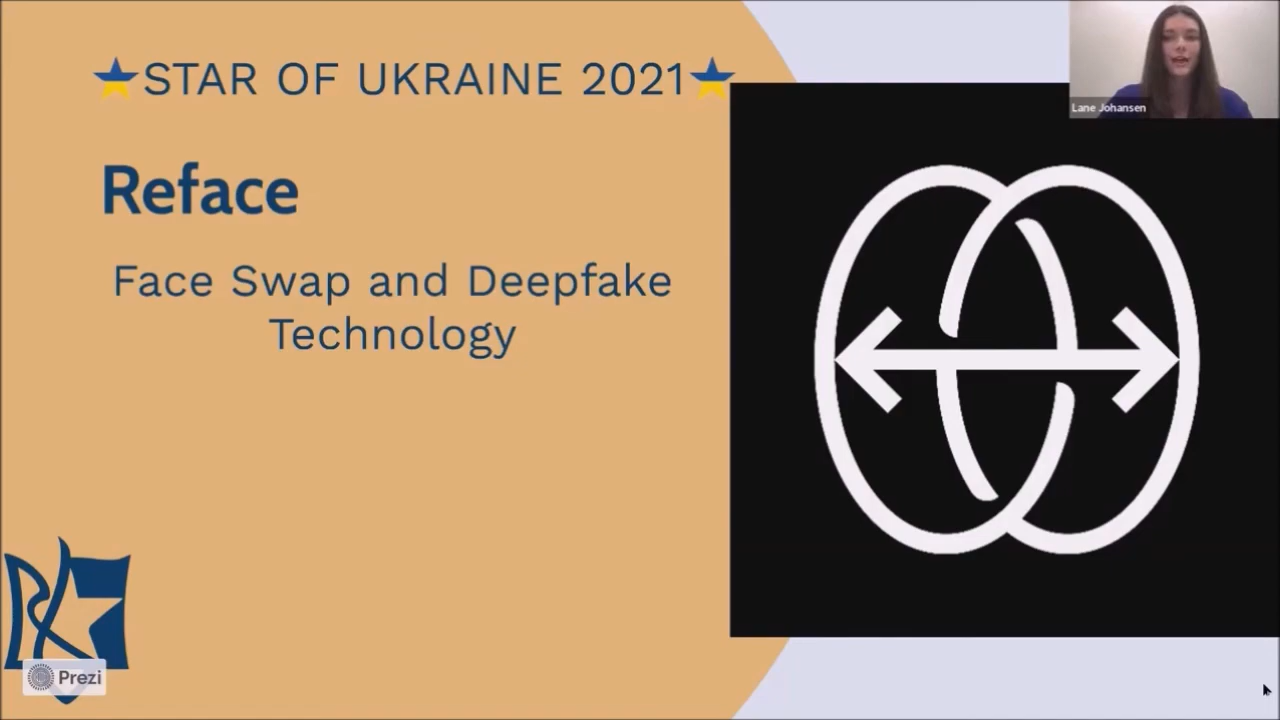 STAR OF UKRAINE 2021
Lane Johansen
Reface
Face Swap and Deepfake
Technology
Prezi